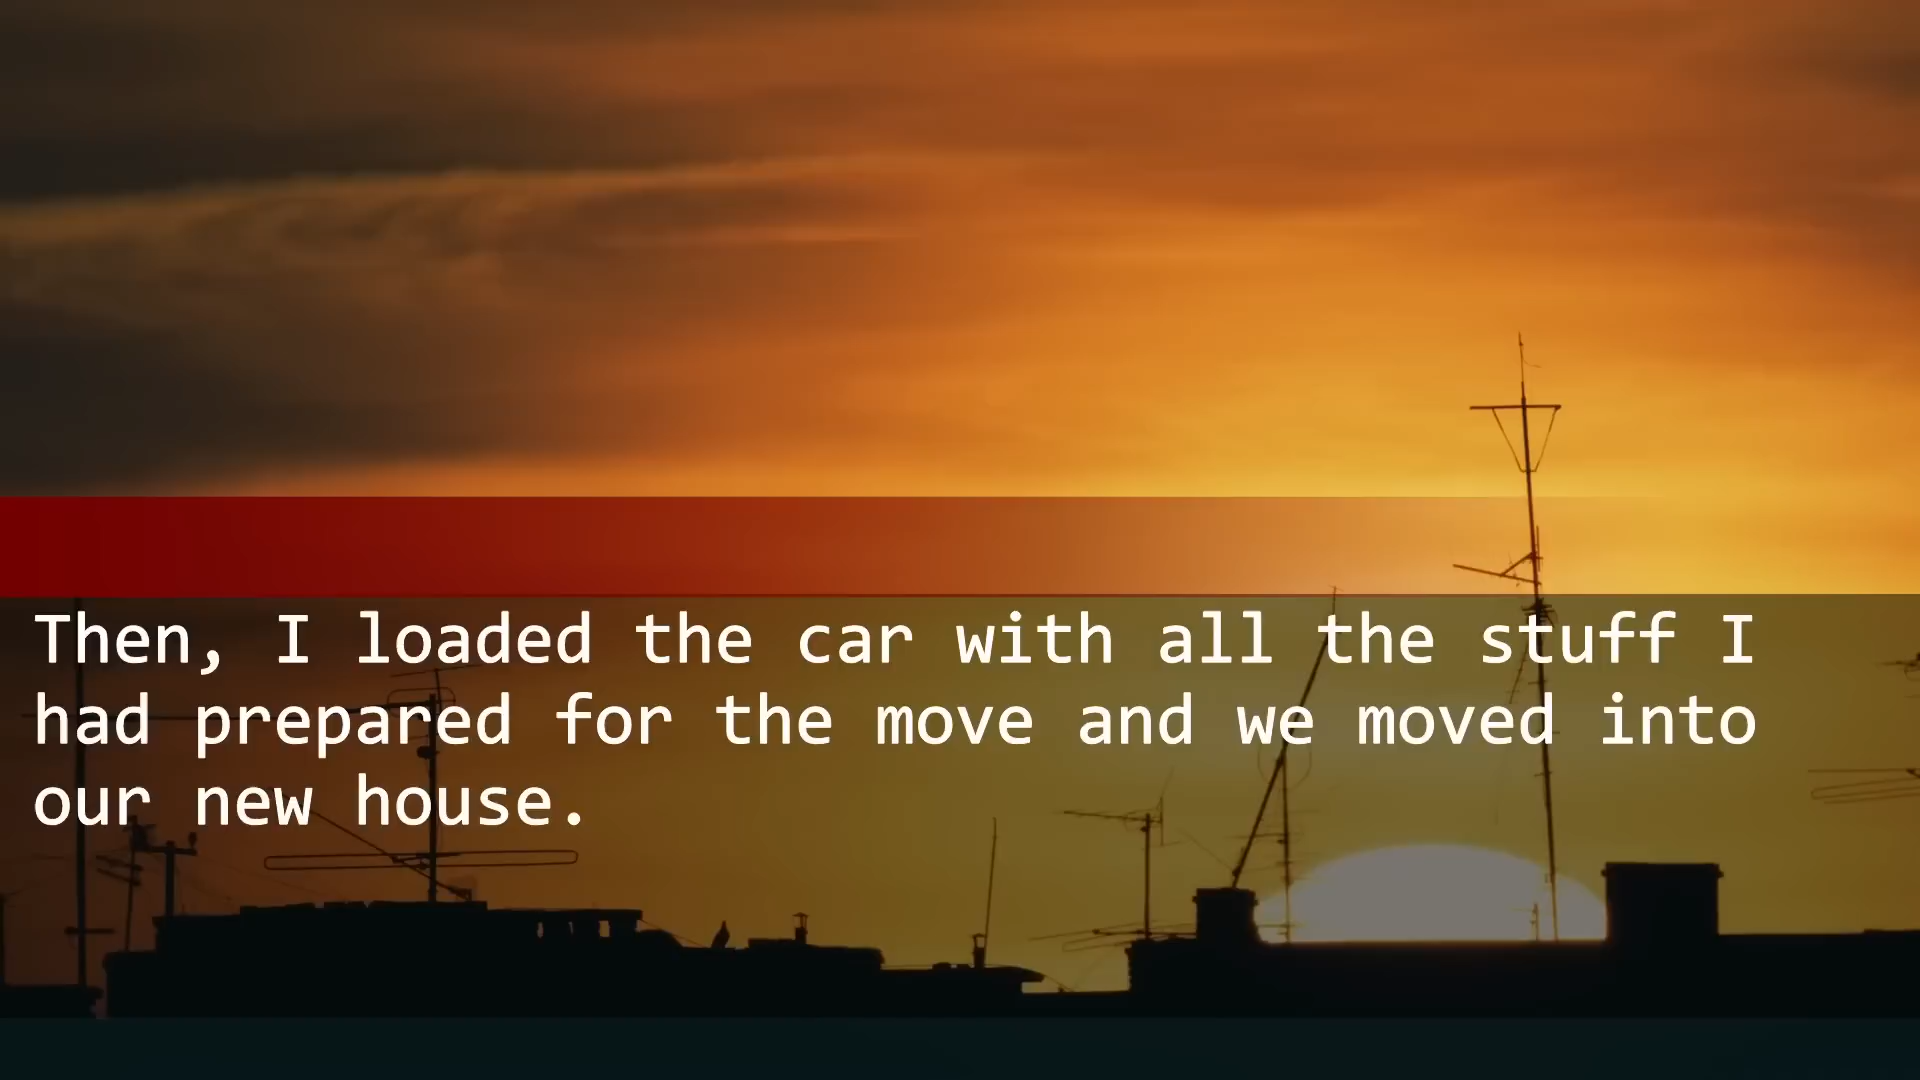 Then, I loaded the car with all the stuff I
had prepared for the move and we moved into
our new house.